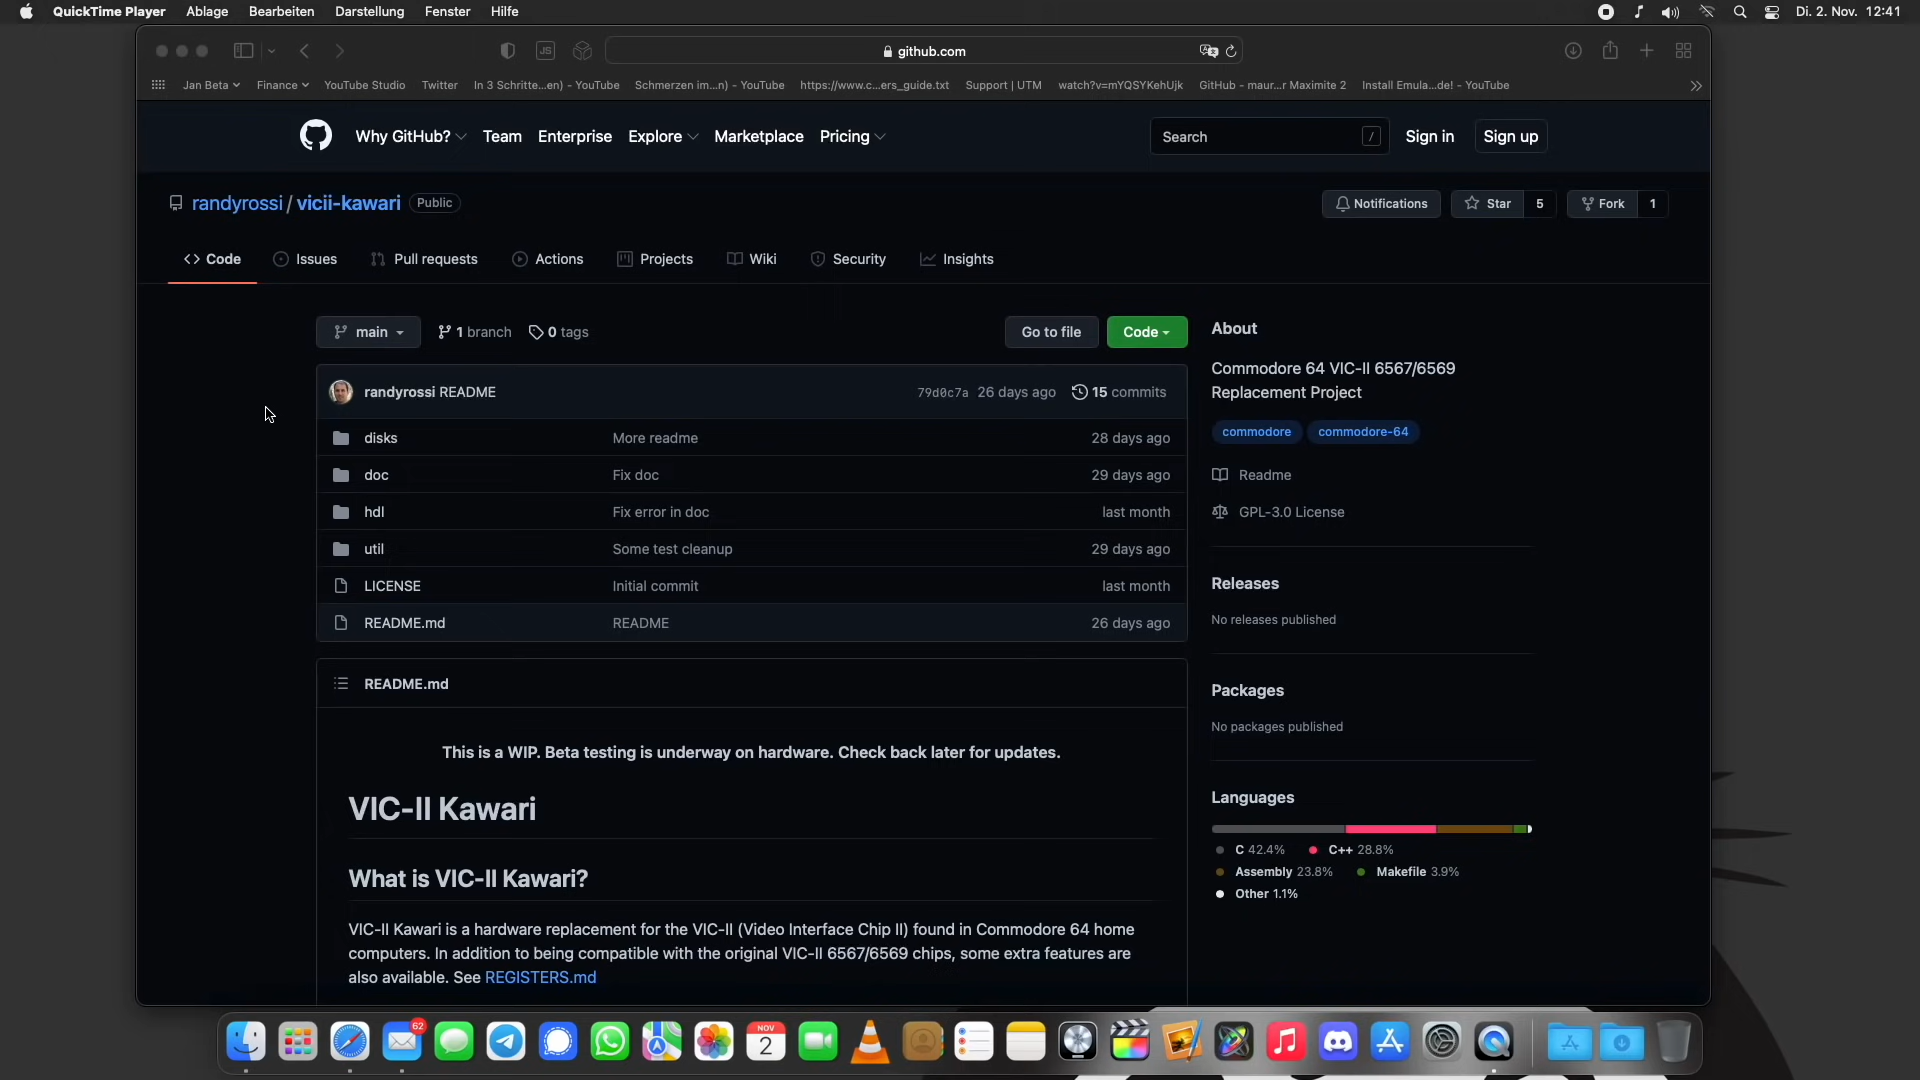 QuickTime Player Ablage Bearbeiten Darstellung Fenster Hilfe Di. 2. Nov. 12:41
JS github.com
Jan Beta Finance YouTube Studio Twitter In 3 Schritte...en) - YouTube Schmerzen im...n) - YouTube https://www.c...ers_guide.txt Support | UTM watch?v=mYQSYKehUjk GitHub - maur...r Maximite 2 Install Emula...de! - YouTube
Why GitHub? Team Enterprise Explore Marketplace Pricing Search / Sign in Sign up
randyrossi / vicii-kawari Public Notifications Star 5 Fork 1
Code Issues Pull requests Actions Projects Wiki Security Insights
main 1 branch 0 tags Go to file Code
randyrossi README 79d0c7a 26 days ago 15 commits
disks More readme 28 days ago
doc Fix doc 29 days ago
hdl Fix error in doc last month
util Some test cleanup 29 days ago
LICENSE Initial commit last month
README.md README 26 days ago
README.md
This is a WIP. Beta testing is underway on hardware. Check back later for updates.
VIC-II Kawari
What is VIC-II Kawari?
VIC-II Kawari is a hardware replacement for the VIC-II (Video Interface Chip II) found in Commodore 64 home
computers. In addition to being compatible with the original VIC-II 6567/6569 chips, some extra features are
also available. See REGISTERS.md
About
Commodore 64 VIC-II 6567/6569
Replacement Project
commodore commodore-64
Readme
GPL-3.0 License
Releases
No releases published
Packages
No packages published
Languages
C 42.4% C++ 28.8%
Assembly 23.8% Makefile 3.9%
Other 1.1%
62
NOV
2